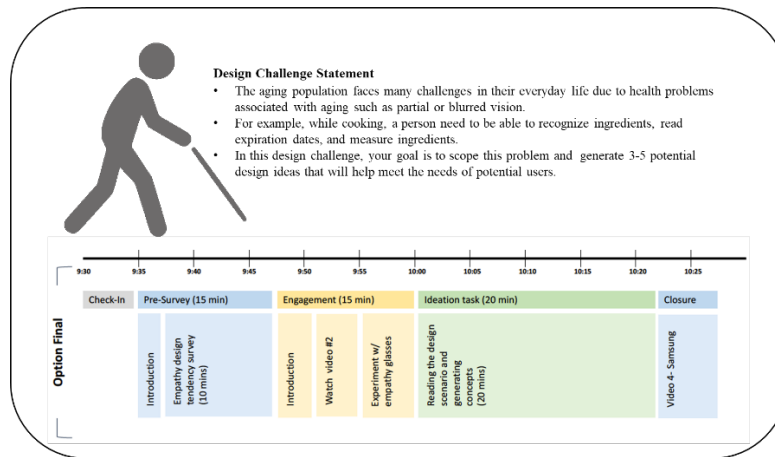 Design Challenge Statement
• The aging population faces many challenges in their everyday life due to health problems
associated with aging such as partial or blurred vision.
• For example, while cooking, a person need to be able to recognize ingredients, read
expiration dates, and measure ingredients.
• In this design challenge, your goal is to scope this problem and generate 3-5 potential
design ideas that will help meet the needs of potential users.
9:30 9:35 9:40 9:45 9:50 9:55 10:00 10:05 10:10 10:15 10:20 10:25
Option Final
Check-In
Pre-Survey (15 min)
Engagement (15 min)
Ideation task (20 min)
Closure
Introduction
Empathy design
tendency survey
(10 mins)
Introduction
Watch video #2
Experiment w/
empathy glasses
Reading the design
scenario and
generating
concepts
(20 mins)
Video 4- Samsung